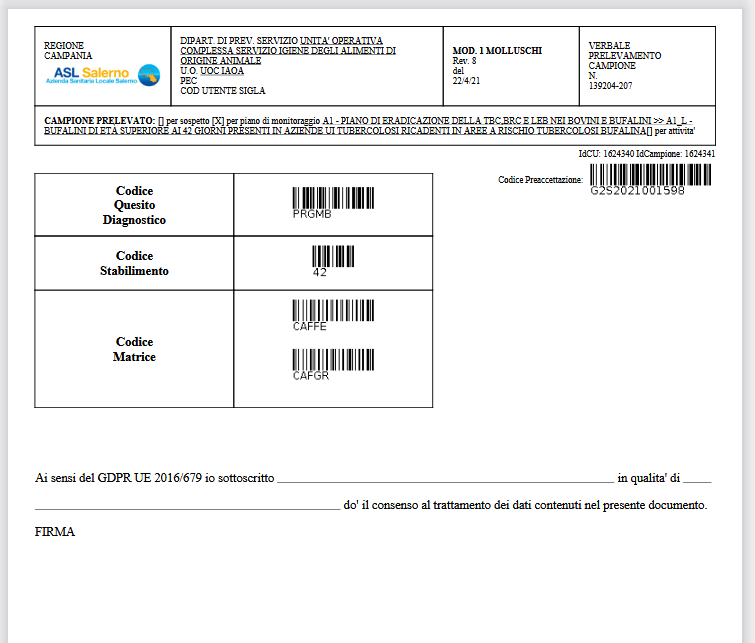 REGIONE
CAMPANIA
ASL Salerno
Azienda Sanitaria Locale Salerno
DIPART. DI PREV. SERVIZIO UNITA' OPERATIVA
COMPLESSA SERVIZIO IGIENE DEGLI ALIMENTI DI
ORIGINE ANIMALE
U.O. UOC IAOA
PEC
COD UTENTE SIGLA
MOD. 1 MOLLUSCHI
Rev. 8
del
22/4/21
VERBALE
PRELEVAMENTO
CAMPIONE
N.
139204-207
CAMPIONE PRELEVATO: [] per sospetto [X] per piano di monitoraggio A1 - PIANO DI ERADICAZIONE DELLA TBC,BRC E LEB NEI BOVINI E BUFALINI >> A1_L -
BUFALINI DI ETÀ SUPERIORE AI 42 GIORNI PRESENTI IN AZIENDE UI TUBERCOLOSI RICADENTI IN AREE A RISCHIO TUBERCOLOSI BUFALINA[] per attivita'
IdCU: 1624340 IdCampione: 1624341
Codice Preaccettazione:
G2S2021001598
Codice
Quesito
Diagnostico
PRGMB
Codice
Stabilimento
42
Codice
Matrice
CAFFE
CAFGR
Ai sensi del GDPR UE 2016/679 io sottoscritto ______ in qualita' di ______
______ do' il consenso al trattamento dei dati contenuti nel presente documento.
FIRMA